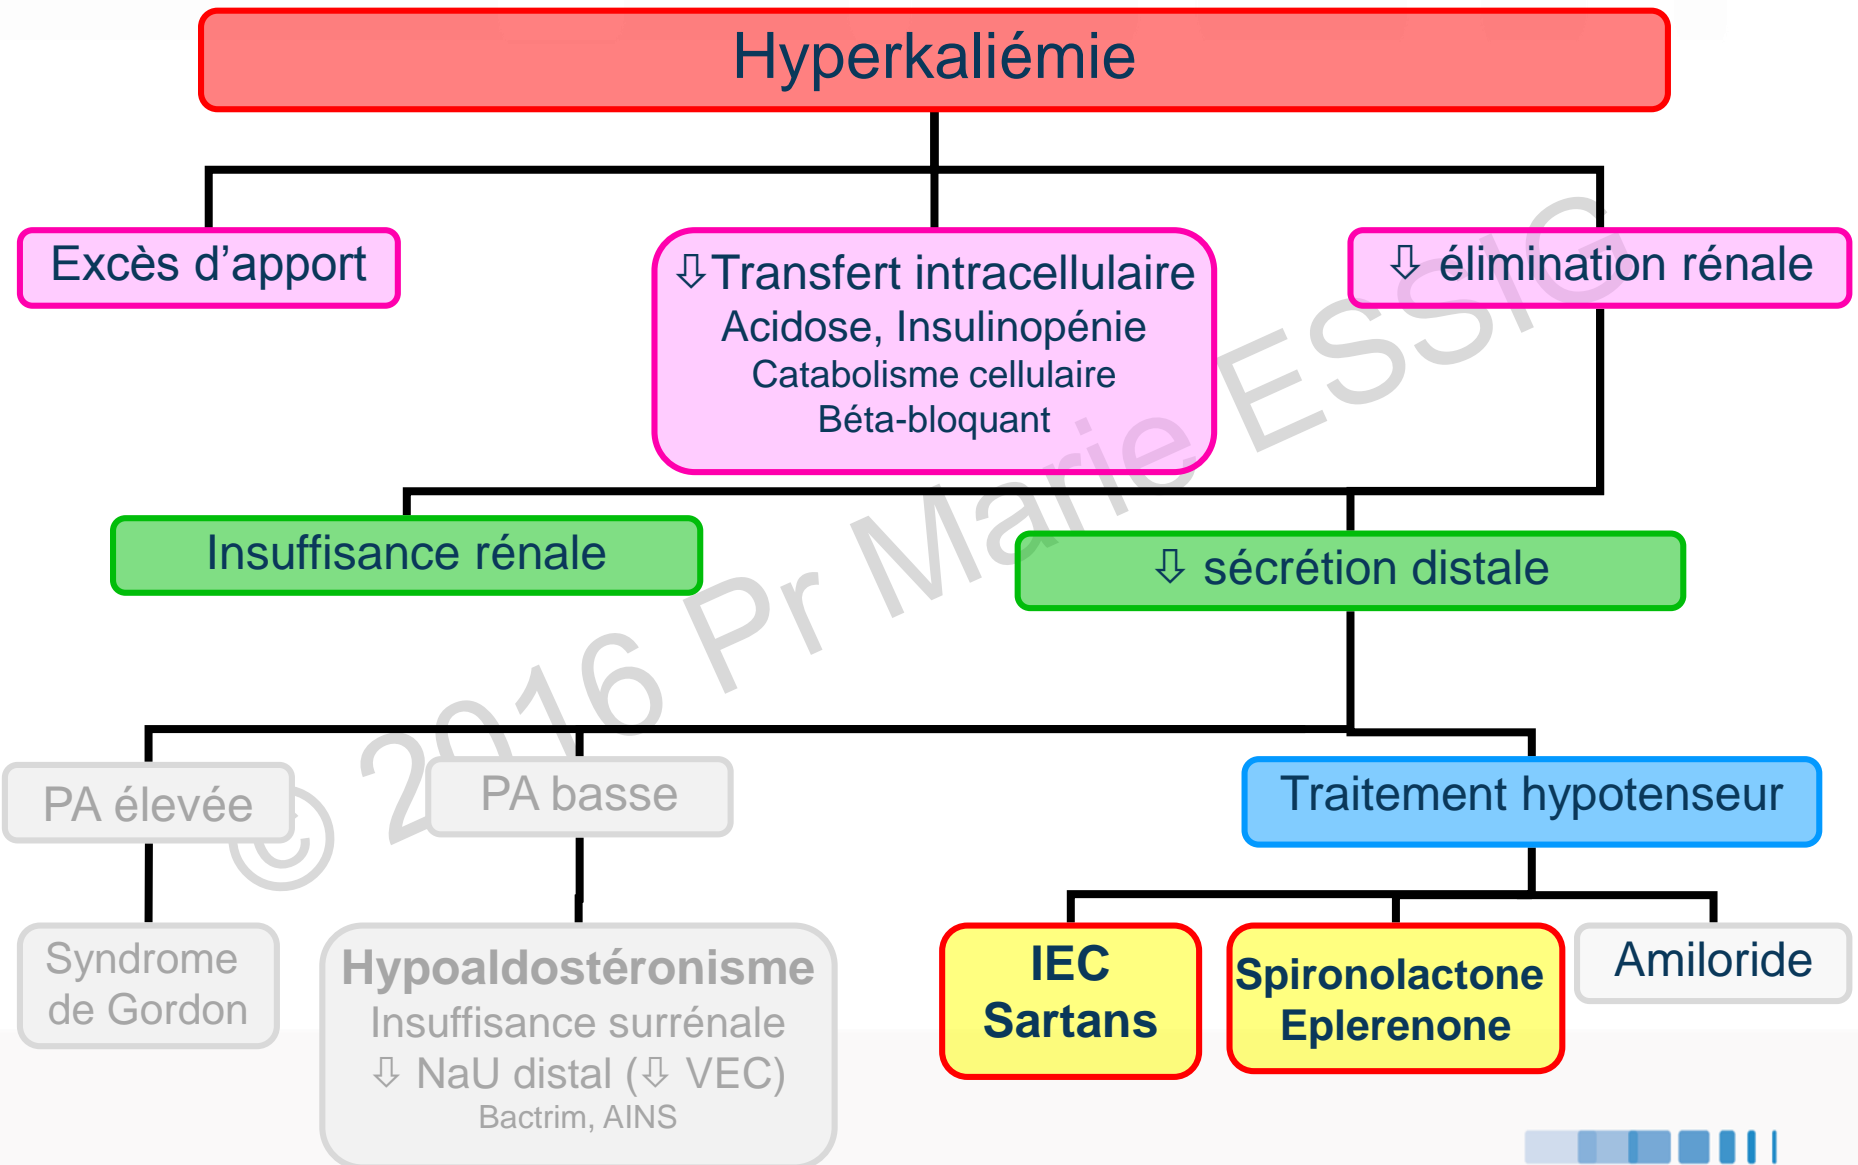 Hyperkaliémie
Excès d'apport
⇩Transfert intracellulaire
Acidose, Insulinopénie
Catabolisme cellulaire
Béta-bloquant
⇩ élimination rénale
Insuffisance rénale
⇩ sécrétion distale
PA élevée
PA basse
Traitement hypotenseur
Syndrome
de Gordon
Hypoaldostéronisme
Insuffisance surrénale
⇩ NaU distal (⇩ VEC)
Bactrim, AINS
IEC
Sartans
Spironolactone
Eplerenone
Amiloride
© 2016 Pr Marie ESSIG